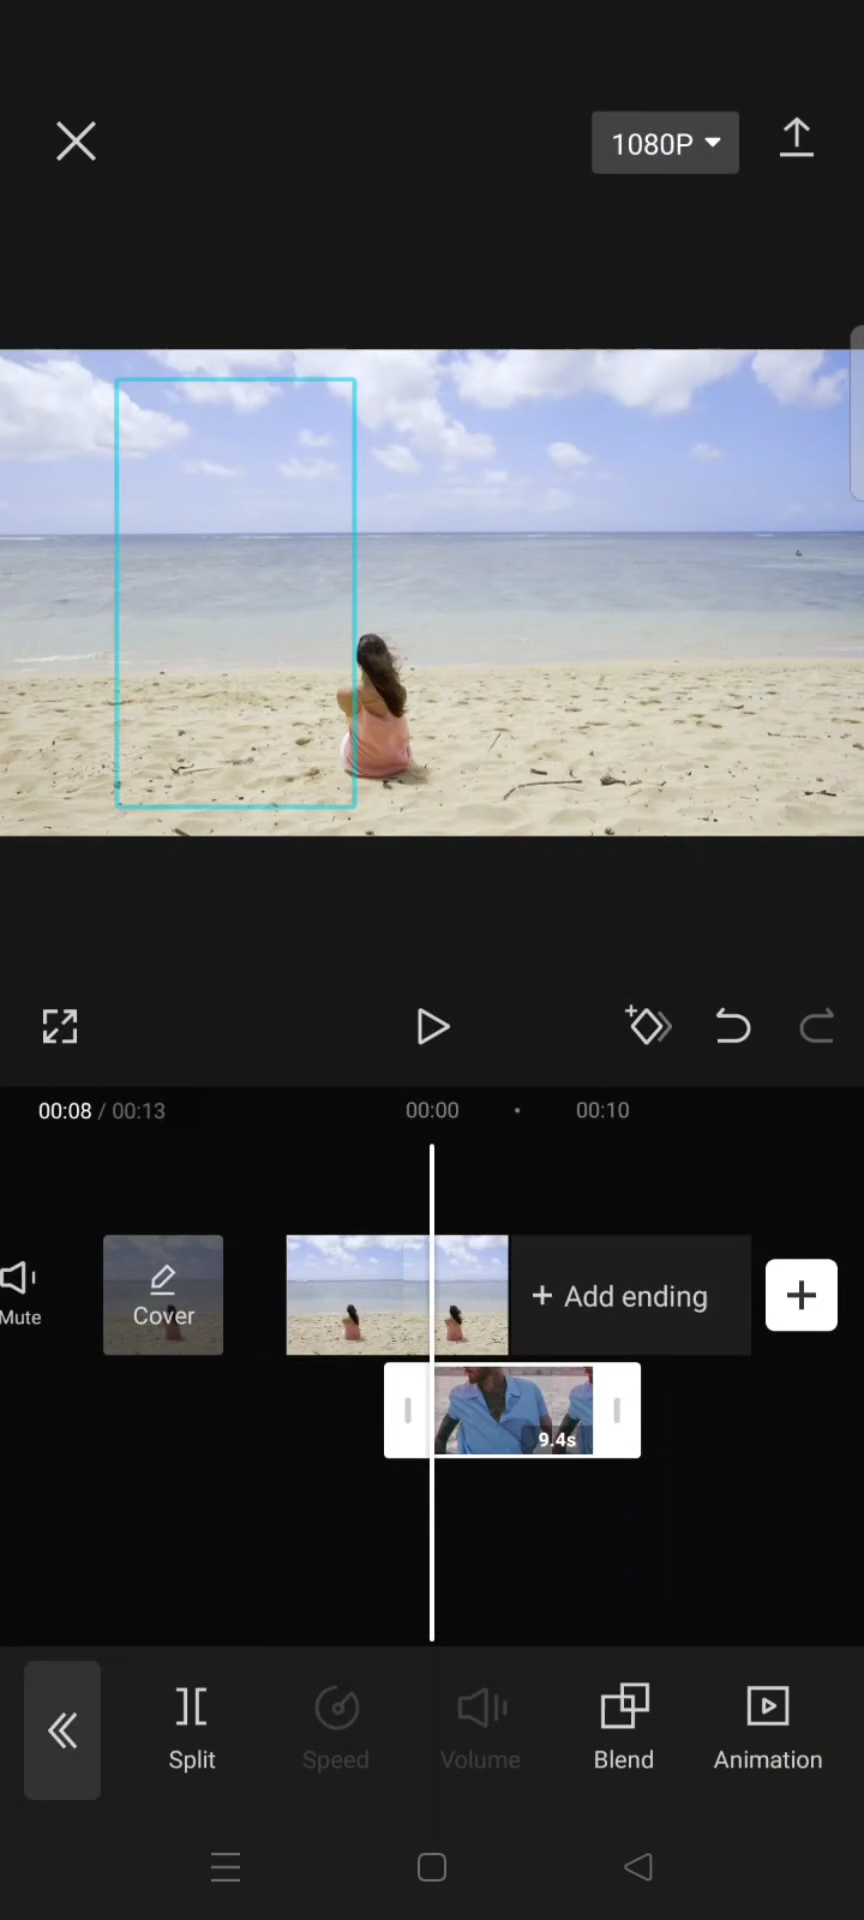 1080P
00:08 / 00:13
00:00
00:10
Mute
Cover
+ Add ending
9.4s
Split
Speed
Volume
Blend
Animation